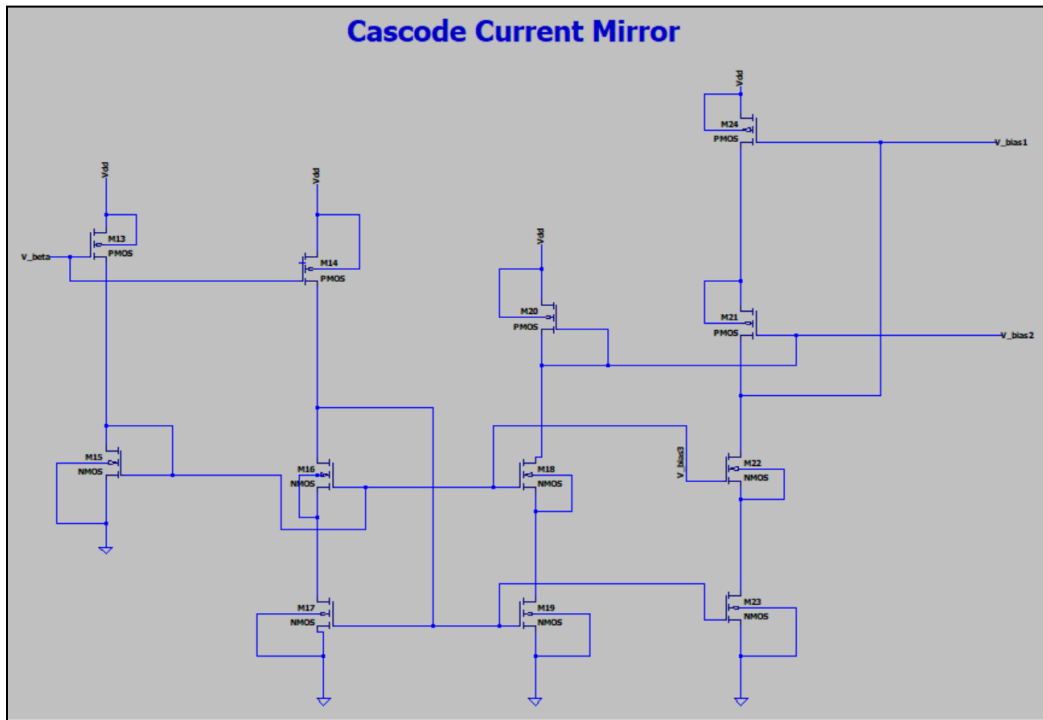 Cascode Current Mirror
Vdd
M24
PMOS
V_bias1
Vdd
Vdd
M13
PMOS
V_beta
M14
PMOS
Vdd
M20
PMOS
M21
PMOS
V_bias2
M15
NMOS
M16
NMOS
M18
NMOS
V_bias3
M22
NMOS
M17
NMOS
M19
NMOS
M23
NMOS